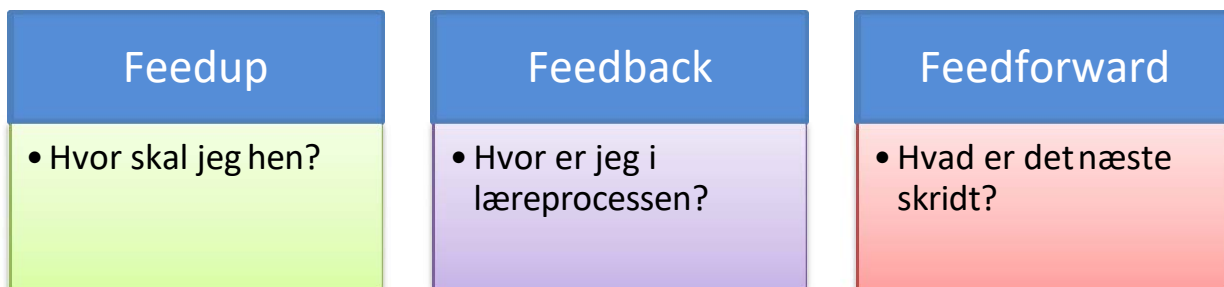 Feedup
• Hvor skal jeg hen?
Feedback
• Hvor er jeg i
læreprocessen?
Feedforward
• Hvad er det næste
skridt?